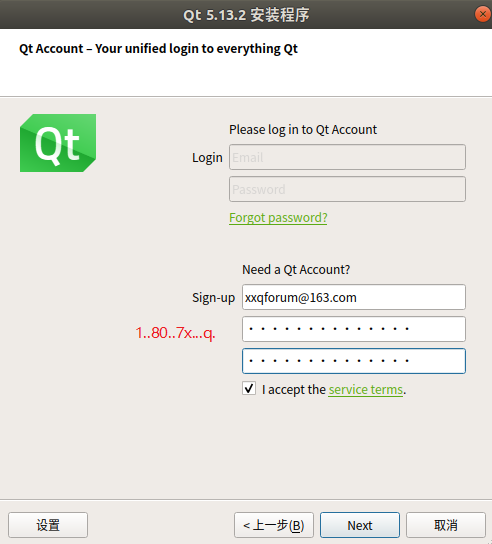 Qt 5.13.2 安装程序
Qt Account – Your unified login to everything Qt
Qt
Please log in to Qt Account
Login
Email
Password
Forgot password?
Need a Qt Account?
Sign-up
xxqforum@163.com
1..80..7x...q.
••••••••••••••
••••••••••••••
I accept the service terms.
设置
< 上一步(B)
Next
取消